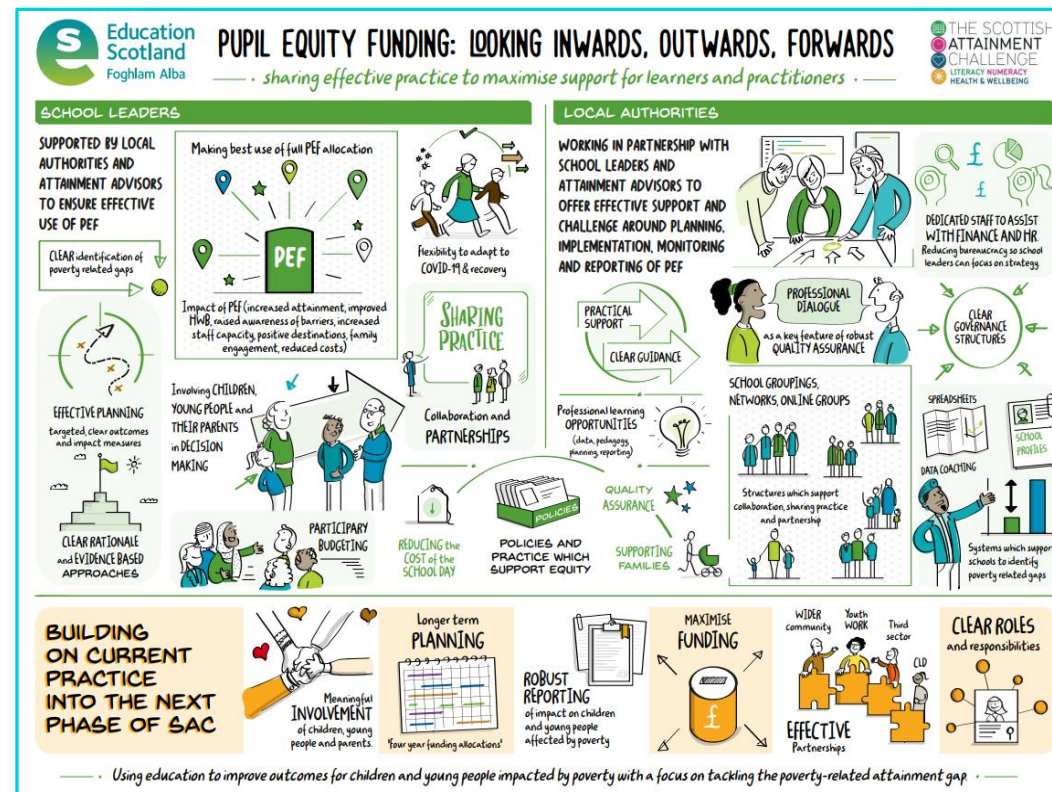 Education
Scotland
Foghlam Alba
PUPIL EQUITY FUNDING: LOOKING INWARDS, OUTWARDS, FORWARDS
sharing effective practice to maximise support for learners and practitioners
THE SCOTTISH
ATTAINMENT
CHALLENGE
LITERACY NUMERACY
HEALTH & WELLBEING
SCHOOL LEADERS
SUPPORTED BY LOCAL
AUTHORITIES AND
ATTAINMENT ADVISORS
TO ENSURE EFFECTIVE
USE OF PEF
CLEAR identification of
poverty related gaps
EFFECTIVE PLANNING
targeted, clear outcomes
and impact measures
CLEAR RATIONALE
and EVIDENCE BASED
APPROACHES
Making best use of full PEF allocation
PEF
Impact of PEF (increased attainment, improved
HWB, raised awareness of barriers, increased
staff capacity, positive destinations, family
engagement, reduced costs)
Flexibility to adapt to
COVID-19 & recovery
SHARING
PRACTICE
Collaboration and
PARTNERSHIPS
Involving CHILDREN,
YOUNG PEOPLE and
THEIR PARENTS
in DECISION
MAKING
PARTICIPARY
BUDGETING
REDUCING the
COST of the
SCHOOL DAY
POLICIES
POLICIES AND
PRACTICE WHICH
SUPPORT EQUITY
QUALITY
ASSURANCE
SUPPORTING
FAMILIES
LOCAL AUTHORITIES
WORKING IN PARTNERSHIP WITH
SCHOOL LEADERS AND
ATTAINMENT ADVISORS TO
OFFER EFFECTIVE SUPPORT AND
CHALLENGE AROUND PLANNING,
IMPLEMENTATION, MONITORING
AND REPORTING OF PEF
PRACTICAL
SUPPORT
CLEAR GUIDANCE
Professional learning
OPPORTUNITIES
(data, pedagogy,
planning, reporting)
PROFESSIONAL
DIALOGUE
as a key feature of robust
QUALITY ASSURANCE
SCHOOL GROUPINGS,
NETWORKS, ONLINE GROUPS
Structures which support
collaboration, sharing practice
and partnership
£
£
DEDICATED STAFF TO ASSIST
WITH FINANCE AND HR
Reducing bureaucracy so school
leaders can focus on strategy
CLEAR
GOVERNANCE
STRUCTURES
SPREADSHEETS
SCHOOL
PROFILES
DATA COACHING
Systems which support
schools to identify
poverty related gaps
BUILDING
ON CURRENT
PRACTICE
INTO THE NEXT
PHASE OF SAC
Meaningful
INVOLVEMENT
of children, young
people and parents.
Longer term
PLANNING
'four year funding allocations'
ROBUST
REPORTING
of impact on children
and young people
affected by poverty
MAXIMISE
FUNDING
£
WIDER
community
Youth
WORK
Third
sector
CLD
EFFECTIVE
Partnerships
CLEAR ROLES
and responsibilities
Using education to improve outcomes for children and young people impacted by poverty with a focus on tackling the poverty-related attainment gap.